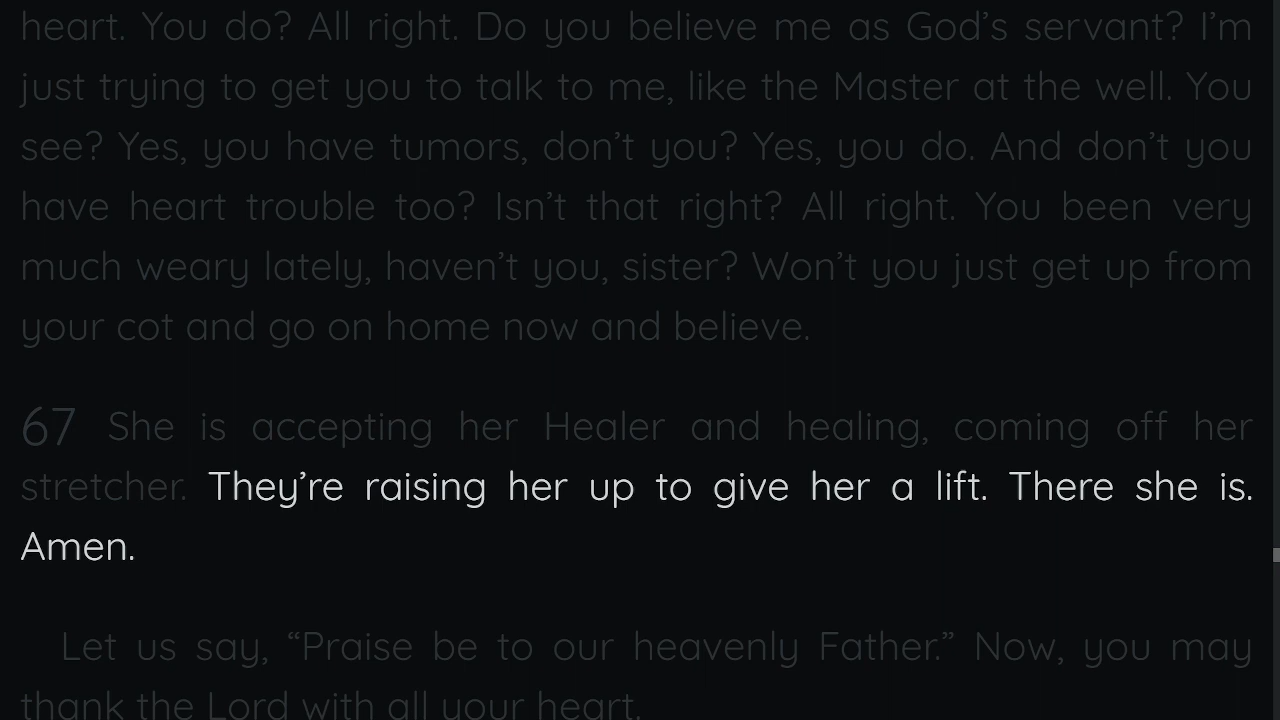 heart. You do? All right. Do you believe me as God’s servant? I’m
just trying to get you to talk to me, like the Master at the well. You
see? Yes, you have tumors, don’t you? Yes, you do. And don’t you
have heart trouble too? Isn’t that right? All right. You been very
much weary lately, haven’t you, sister? Won’t you just get up from
your cot and go on home now and believe.
67 She is accepting her Healer and healing, coming off her
stretcher. They’re raising her up to give her a lift. There she is.
Amen.
Let us say, “Praise be to our heavenly Father.” Now, you may
thank the Lord with all your heart.